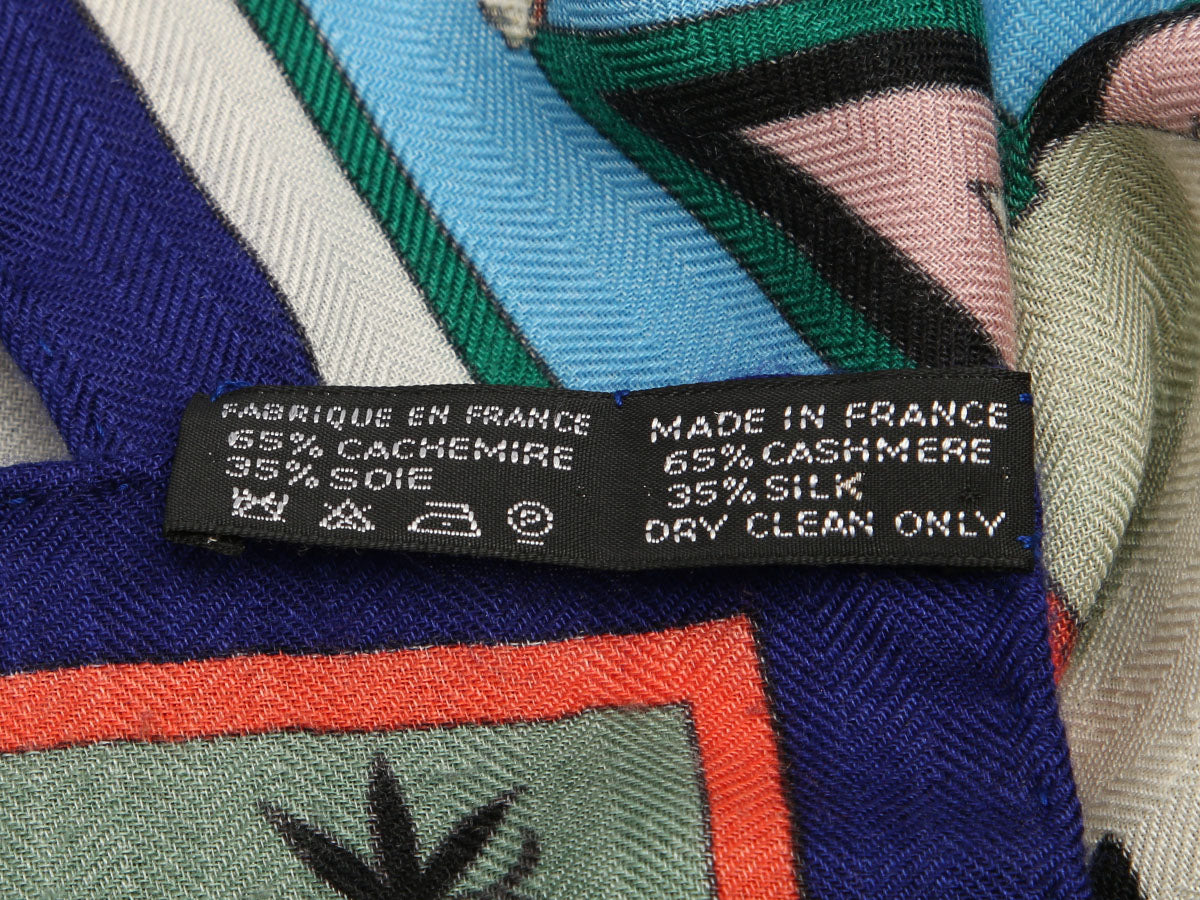 FABRIQUE EN FRANCE
65% CACHEMIRE
35% SOIE
P
MADE IN FRANCE
65% CASHMERE
35% SILK
DRY CLEAN ONLY